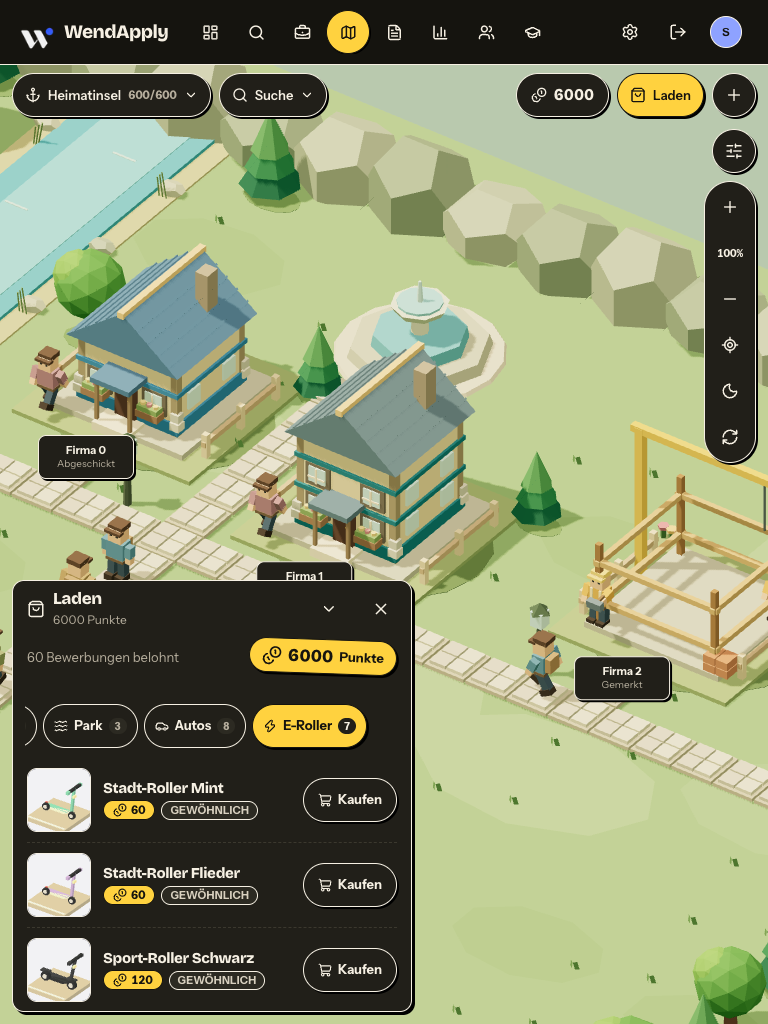 WendApply
S
Heimatinsel 600/600
Suche
6000
Laden
100%
Firma 0
Abgeschickt
Firma 1
Firma 2
Gemerkt
Laden
6000 Punkte
60 Bewerbungen belohnt
6000 Punkte
Park 3
Autos 8
E-Roller 7
Stadt-Roller Mint
60 GEWÖHNLICH
Kaufen
Stadt-Roller Flieder
60 GEWÖHNLICH
Kaufen
Sport-Roller Schwarz
120 GEWÖHNLICH
Kaufen